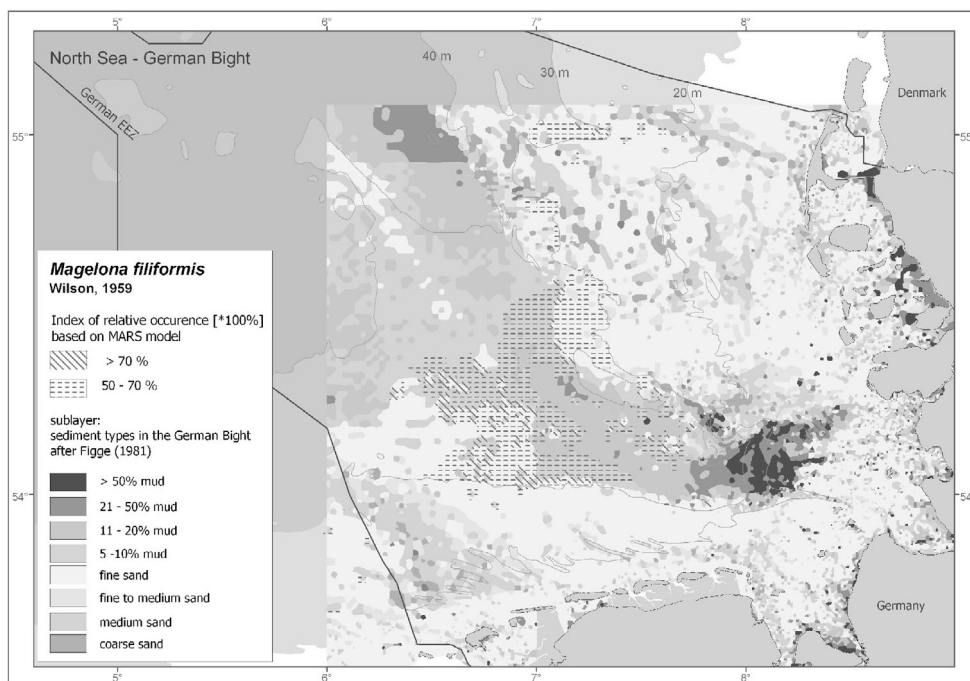 5°
6°
7°
8°
North Sea - German Bight
40 m
30 m
20 m
Denmark
German EEZ
55
55
Magelona filiformis
Wilson, 1959
Index of relative occurence [*100%]
based on MARS model
> 70 %
50 - 70 %
sublayer:
sediment types in the German Bight
after Figge (1981)
> 50% mud
21 - 50% mud
11 - 20% mud
5 -10% mud
fine sand
fine to medium sand
medium sand
coarse sand
54
54
Germany
5°
6°
7°
8°